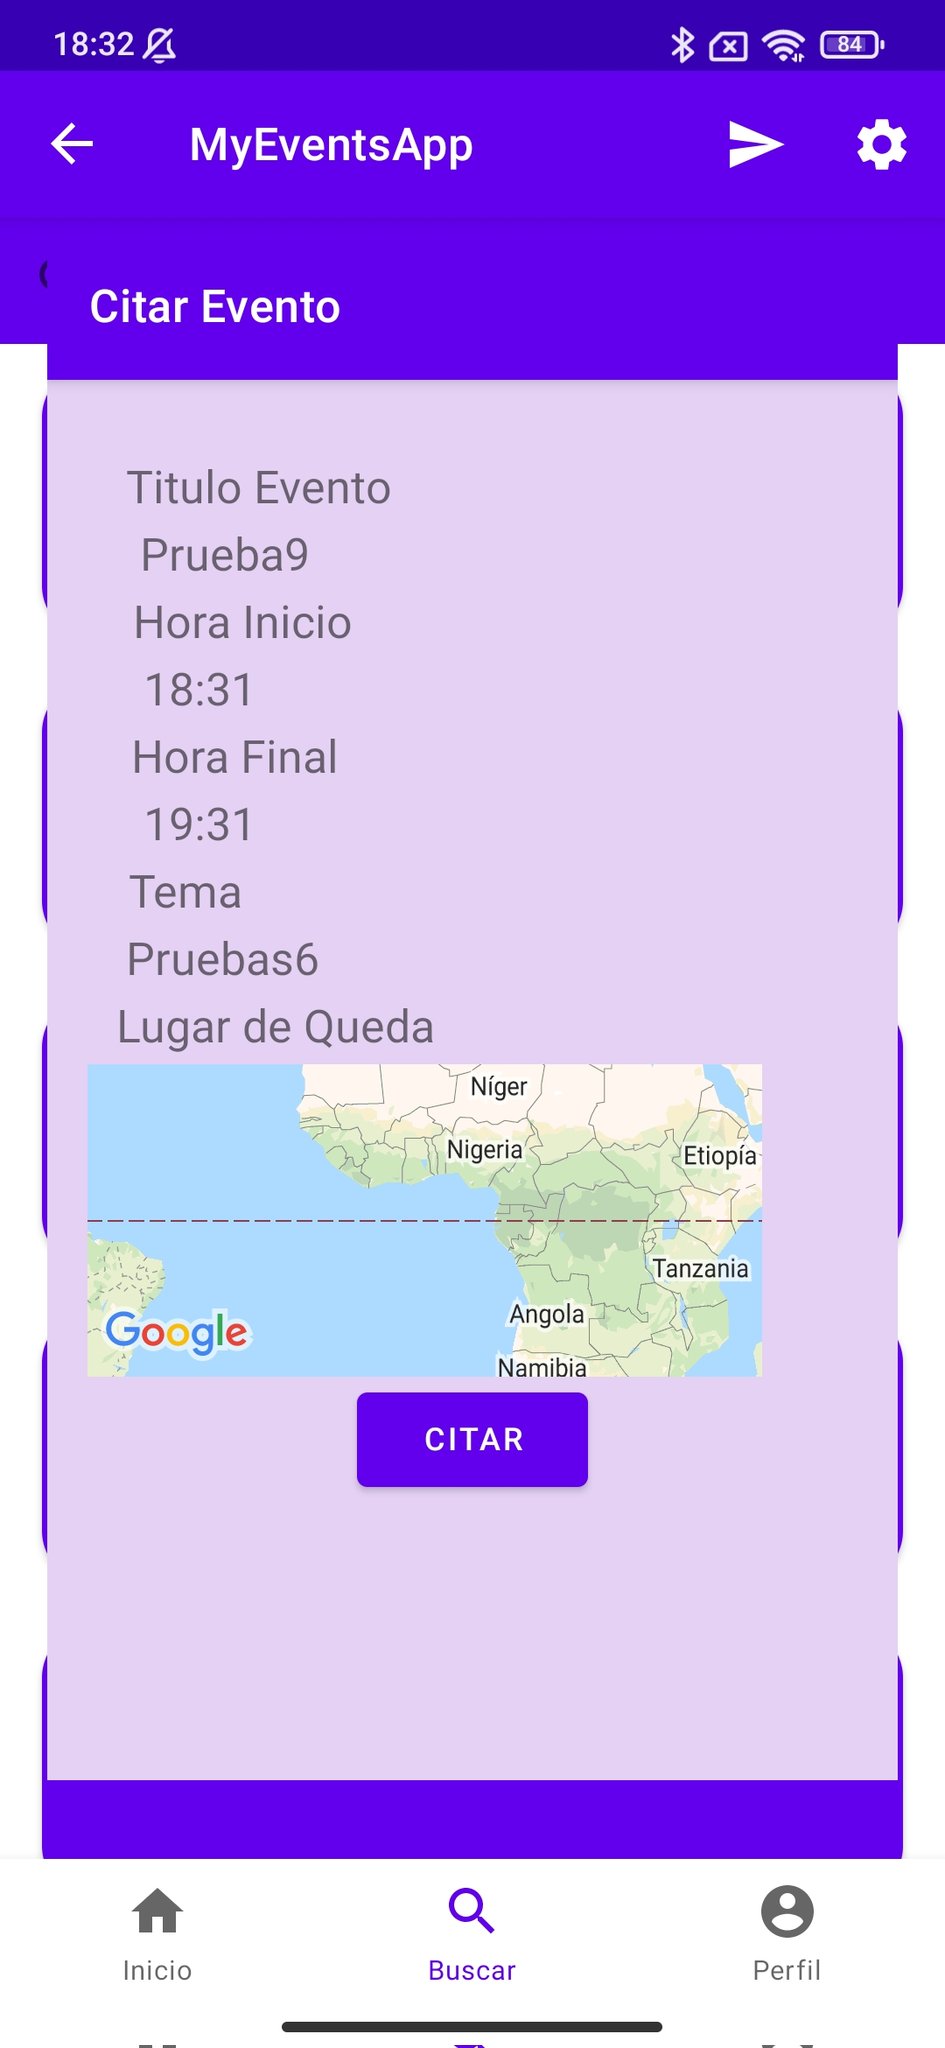 18:32
84
MyEventsApp
Citar Evento
Titulo Evento
Prueba9
Hora Inicio
18:31
Hora Final
19:31
Tema
Pruebas6
Lugar de Queda
Níger
Nigeria
Etiopía
Tanzania
Angola
Google
Namibia
CITAR
Inicio
Buscar
Perfil